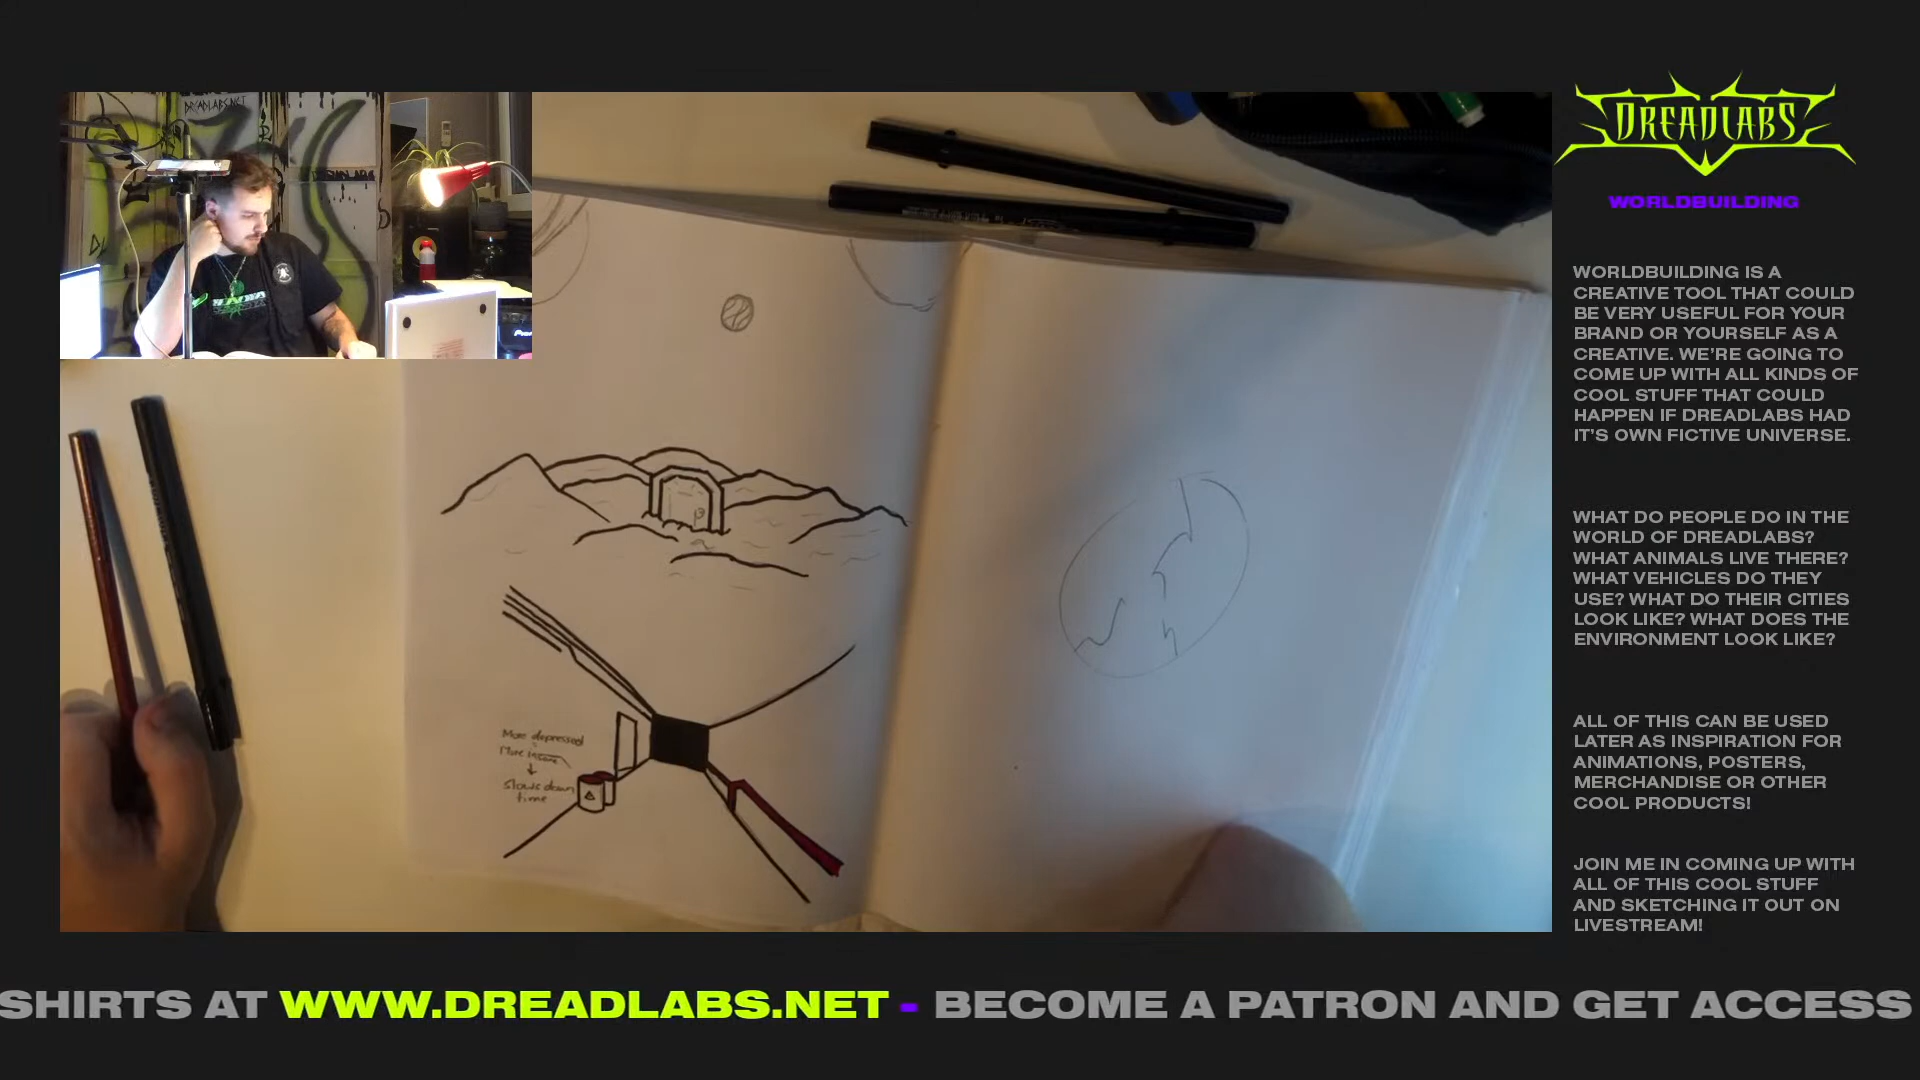 DREADLABS.NET
DREADLABS
WORLDBUILDING
WORLDBUILDING IS A
CREATIVE TOOL THAT COULD
BE VERY USEFUL FOR YOUR
BRAND OR YOURSELF AS A
CREATIVE. WE'RE GOING TO
COME UP WITH ALL KINDS OF
COOL STUFF THAT COULD
HAPPEN IF DREADLABS HAD
IT'S OWN FICTIVE UNIVERSE.
WHAT DO PEOPLE DO IN THE
WORLD OF DREADLABS?
WHAT ANIMALS LIVE THERE?
WHAT VEHICLES DO THEY
USE? WHAT DO THEIR CITIES
LOOK LIKE? WHAT DOES THE
ENVIRONMENT LOOK LIKE?
ALL OF THIS CAN BE USED
LATER AS INSPIRATION FOR
ANIMATIONS, POSTERS,
MERCHANDISE OR OTHER
COOL PRODUCTS!
JOIN ME IN COMING UP WITH
ALL OF THIS COOL STUFF
AND SKETCHING IT OUT ON
LIVESTREAM!
More depressed
More insane
↓
Slows down
time
SHIRTS AT WWW.DREADLABS.NET - BECOME A PATRON AND GET ACCESS